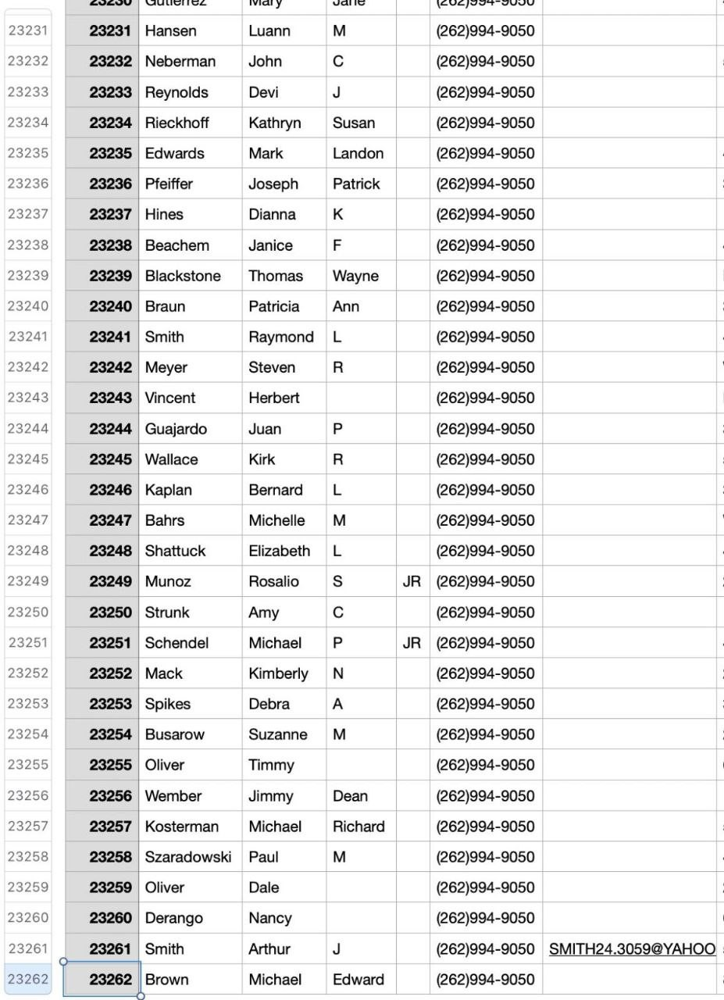 23230 Gutierrez Mary Jane (262)994-9050
23231 23231 Hansen Luann M (262)994-9050
23232 23232 Neberman John C (262)994-9050
23233 23233 Reynolds Devi J (262)994-9050
23234 23234 Rieckhoff Kathryn Susan (262)994-9050
23235 23235 Edwards Mark Landon (262)994-9050
23236 23236 Pfeiffer Joseph Patrick (262)994-9050
23237 23237 Hines Dianna K (262)994-9050
23238 23238 Beachem Janice F (262)994-9050
23239 23239 Blackstone Thomas Wayne (262)994-9050
23240 23240 Braun Patricia Ann (262)994-9050
23241 23241 Smith Raymond L (262)994-9050
23242 23242 Meyer Steven R (262)994-9050
23243 23243 Vincent Herbert (262)994-9050
23244 23244 Guajardo Juan P (262)994-9050
23245 23245 Wallace Kirk R (262)994-9050
23246 23246 Kaplan Bernard L (262)994-9050
23247 23247 Bahrs Michelle M (262)994-9050
23248 23248 Shattuck Elizabeth L (262)994-9050
23249 23249 Munoz Rosalio S JR (262)994-9050
23250 23250 Strunk Amy C (262)994-9050
23251 23251 Schendel Michael P JR (262)994-9050
23252 23252 Mack Kimberly N (262)994-9050
23253 23253 Spikes Debra A (262)994-9050
23254 23254 Busarow Suzanne M (262)994-9050
23255 23255 Oliver Timmy (262)994-9050
23256 23256 Wember Jimmy Dean (262)994-9050
23257 23257 Kosterman Michael Richard (262)994-9050
23258 23258 Szaradowski Paul M (262)994-9050
23259 23259 Oliver Dale (262)994-9050
23260 23260 Derango Nancy (262)994-9050
23261 23261 Smith Arthur J (262)994-9050 SMITH24.3059@YAHOO
23262 23262 Brown Michael Edward (262)994-9050